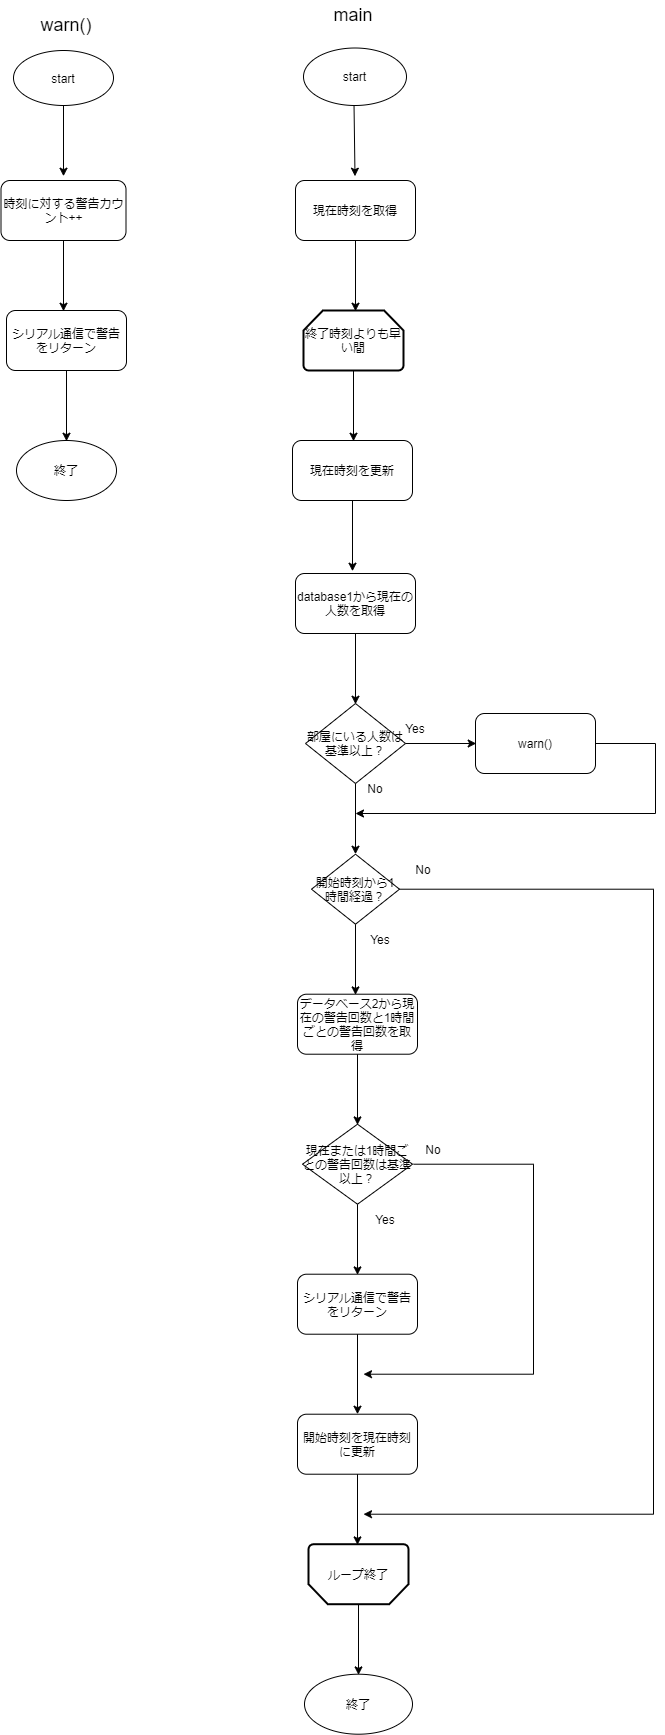 warn()
start
時刻に対する警告カウ
ント++
シリアル通信で警告
をリターン
終了
main
start
現在時刻を取得
終了時刻よりも早
い間
現在時刻を更新
database1から現在の
人数を取得
部屋にいる人数は
基準以上？
Yes
warn()
No
開始時刻から1
時間経過？
No
Yes
データベース2から現
在の警告回数と1時間
ごとの警告回数を取
得
現在または1時間ご
との警告回数は基準
以上？
No
Yes
シリアル通信で警告
をリターン
開始時刻を現在時刻
に更新
ループ終了
終了